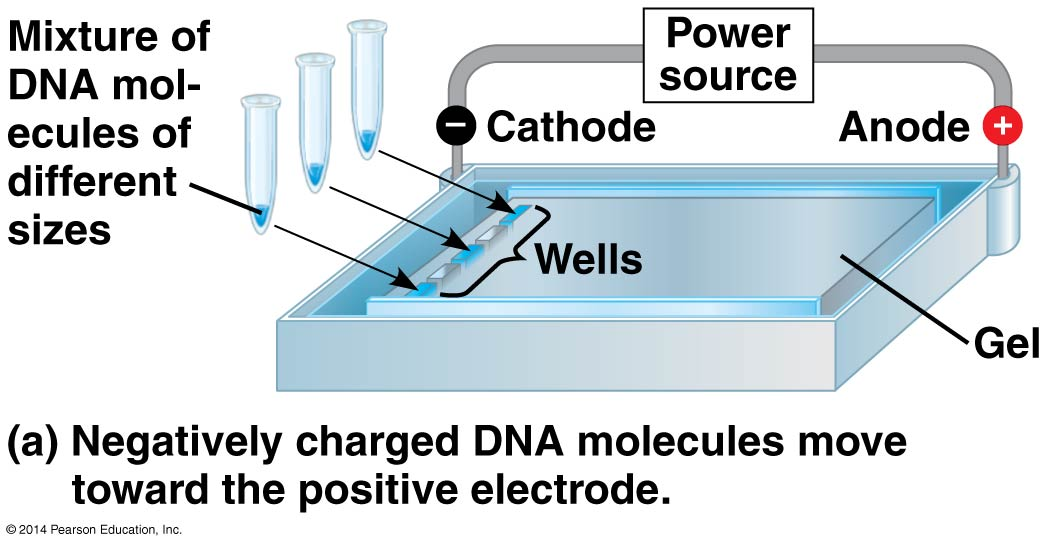 Mixture of
DNA mol-
ecules of
different
sizes
Power
source
− Cathode
Anode +
Wells
Gel
(a) Negatively charged DNA molecules move
toward the positive electrode.
© 2014 Pearson Education, Inc.